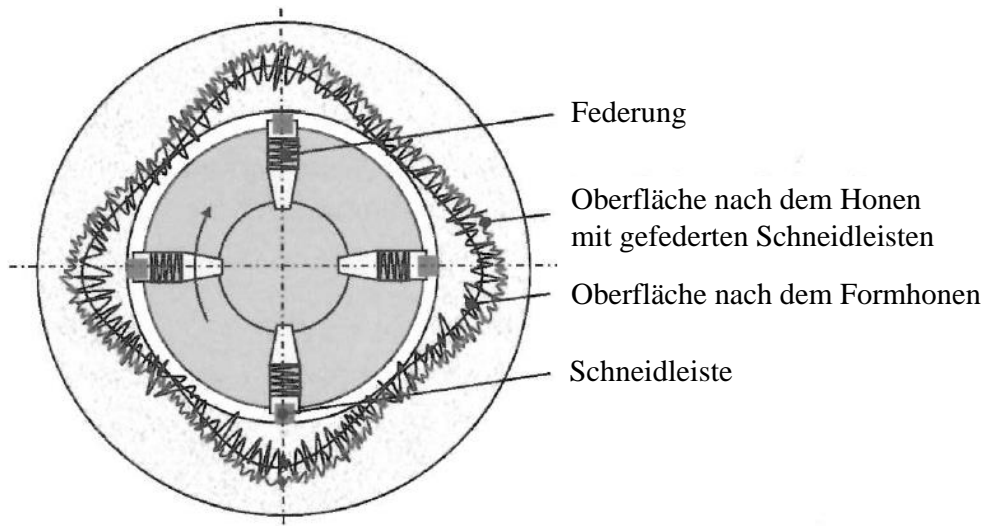 Federung
Oberfläche nach dem Honen
mit gefederten Schneidleisten
Oberfläche nach dem Formhonen
Schneidleiste